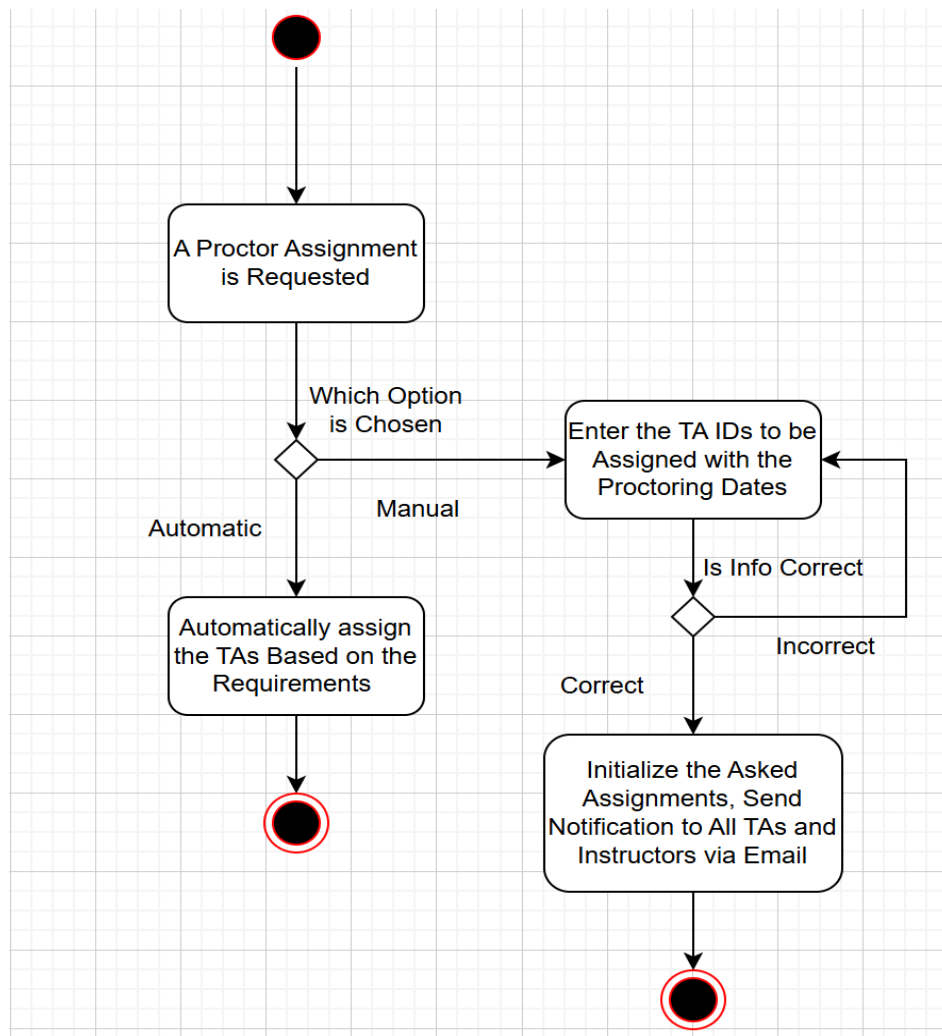 A Proctor Assignment
is Requested
Which Option
is Chosen
Manual
Automatic
Enter the TA IDs to be
Assigned with the
Proctoring Dates
Is Info Correct
Incorrect
Correct
Automatically assign
the TAs Based on the
Requirements
Initialize the Asked
Assignments, Send
Notification to All TAs and
Instructors via Email